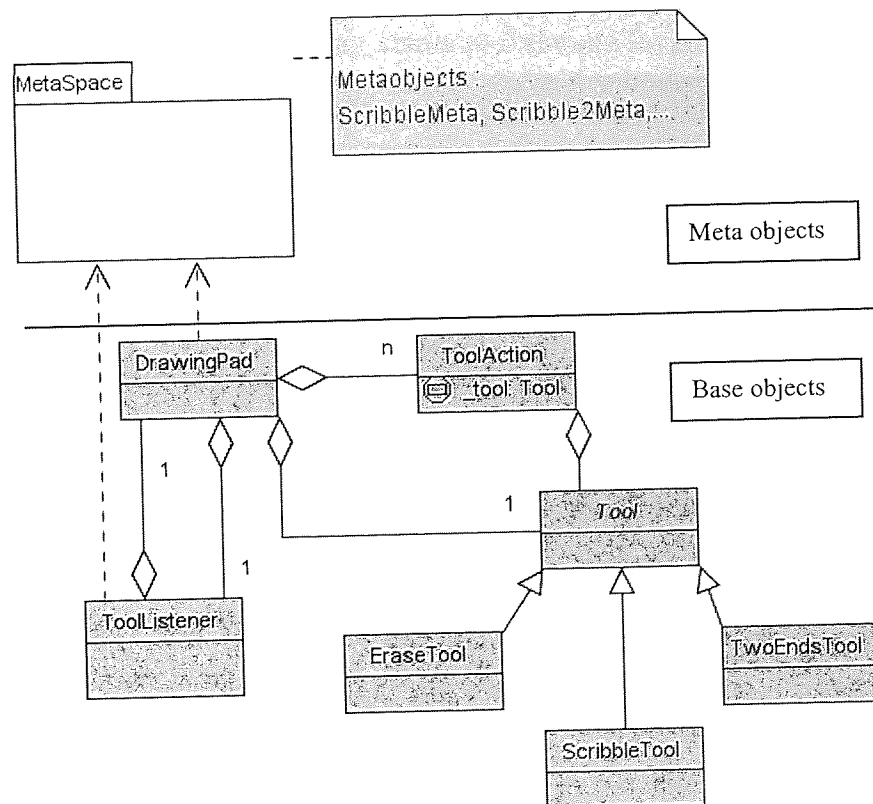 MetaSpace
Metaobjects :
ScribbleMeta, Scribble2Meta,...
Meta objects
DrawingPad
n
ToolAction
_tool: Tool
Base objects
1
1
1
Tool
ToolListener
EraseTool
TwoEndsTool
ScribbleTool